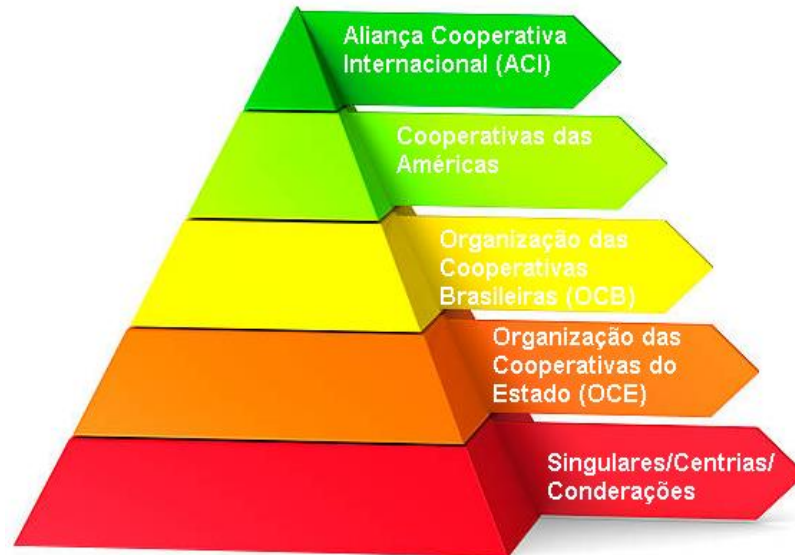 Aliança Cooperativa
Internacional (ACI)
Cooperativas das
Américas
Organização das
Cooperativas
Brasileiras (OCB)
Organização das
Cooperativas do
Estado (OCE)
Singulares/Centrias/
Conderações